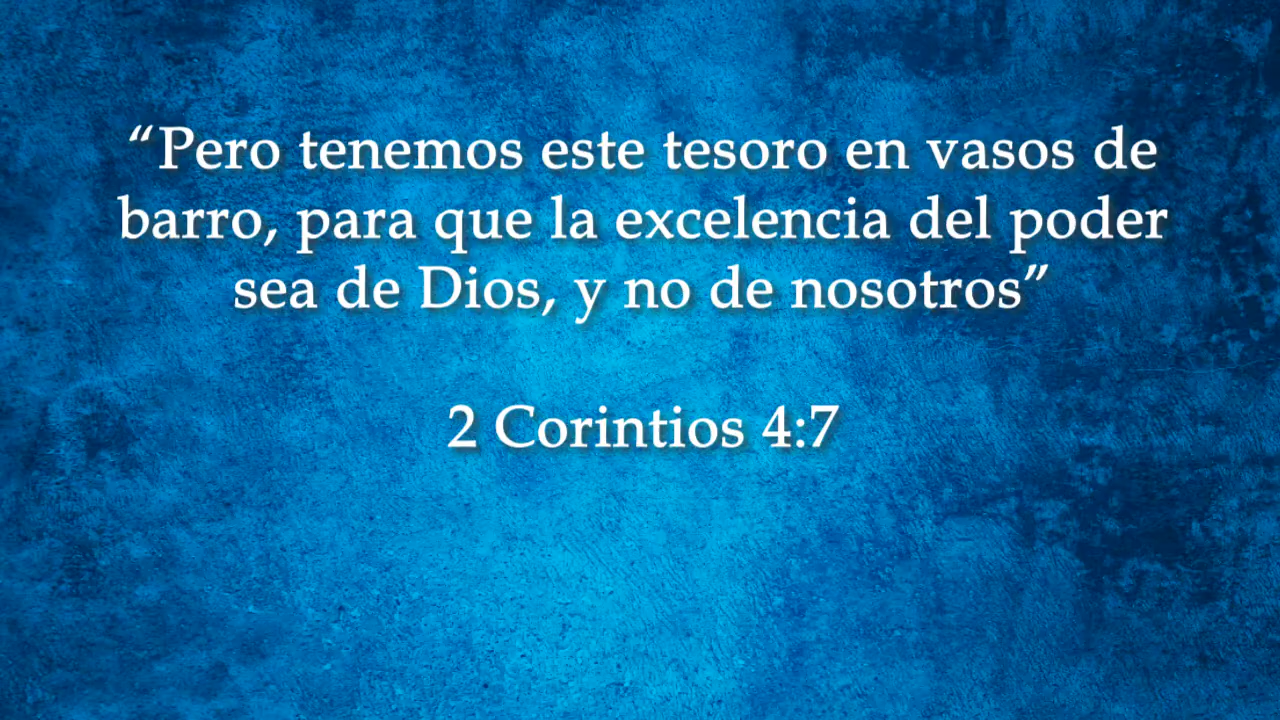 “Pero tenemos este tesoro en vasos de
barro, para que la excelencia del poder
sea de Dios, y no de nosotros”
2 Corintios 4:7